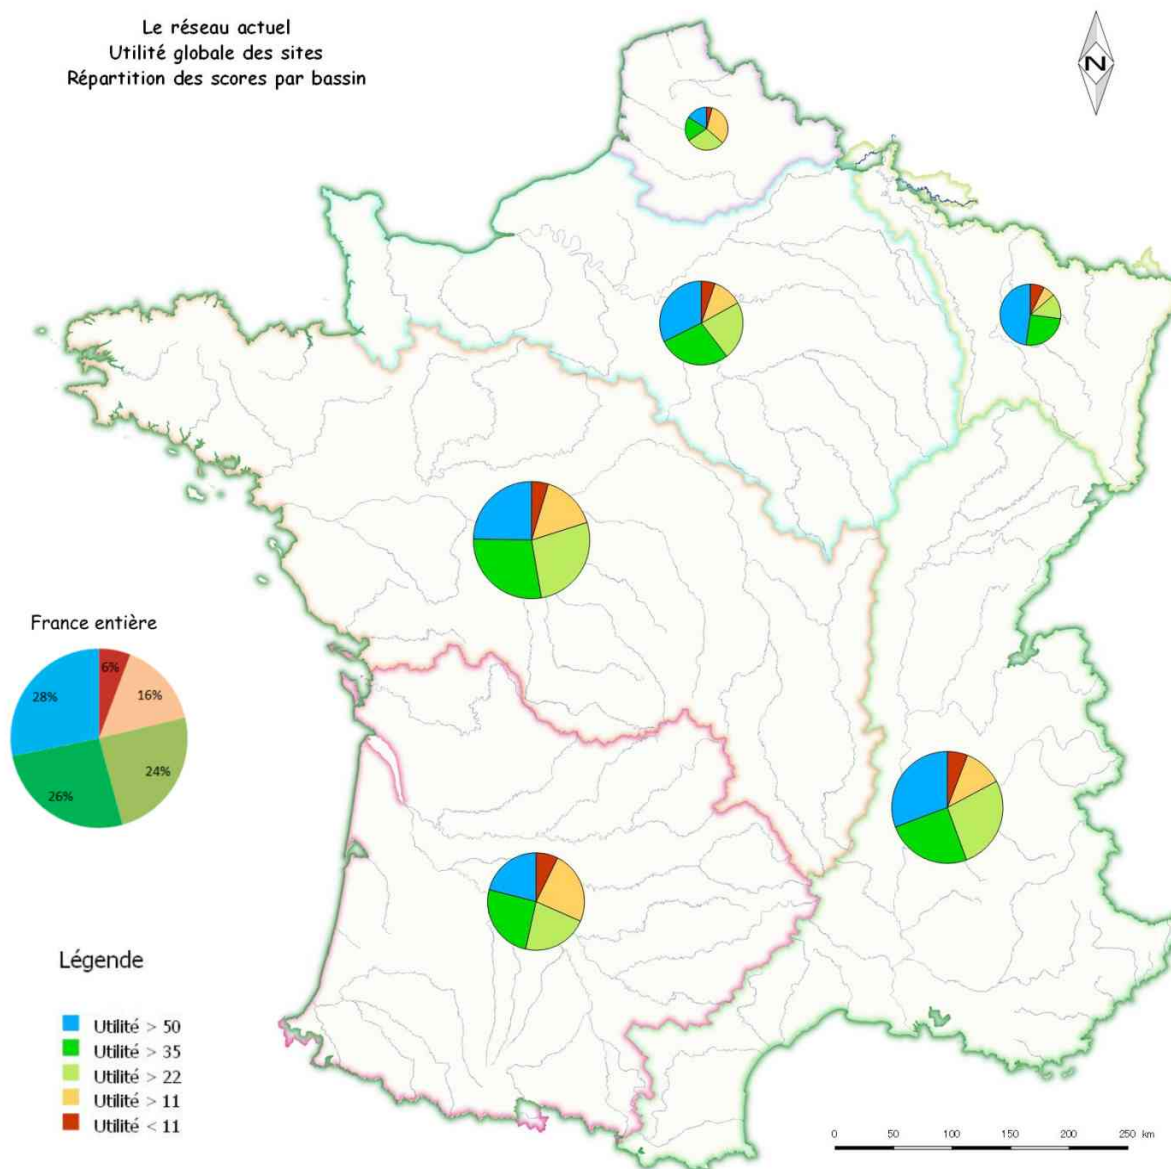 Le réseau actuel
Utilité globale des sites
Répartition des scores par bassin
N
France entière
6%
16%
28%
24%
26%
Légende
Utilité > 50
Utilité > 35
Utilité > 22
Utilité > 11
Utilité < 11
0 50 100 150 200 250 km